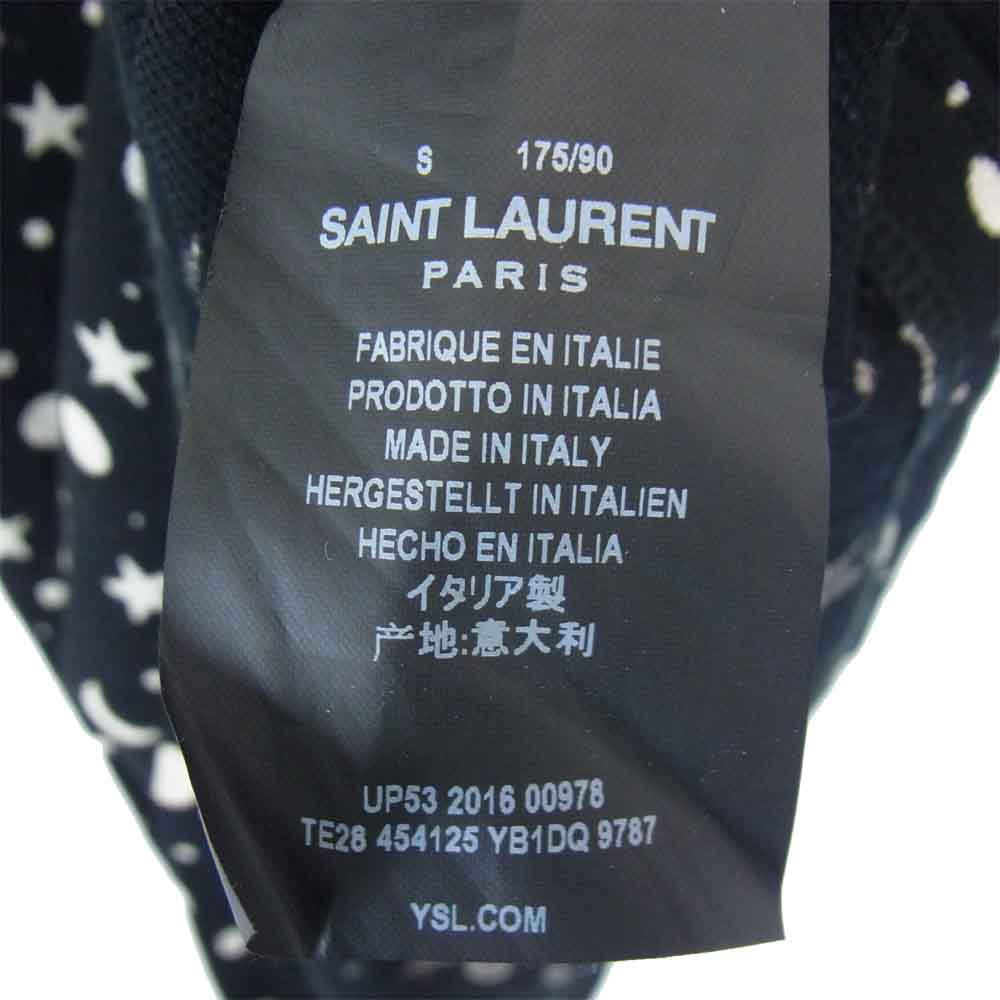 S 175/90
SAINT LAURENT
PARIS
FABRIQUE EN ITALIE
PRODOTTO IN ITALIA
MADE IN ITALY
HERGESTELLT IN ITALIEN
HECHO EN ITALIA
イタリア製
产地:意大利
UP53 2016 00978
TE28 454125 YB1DQ 9787
YSL.COM